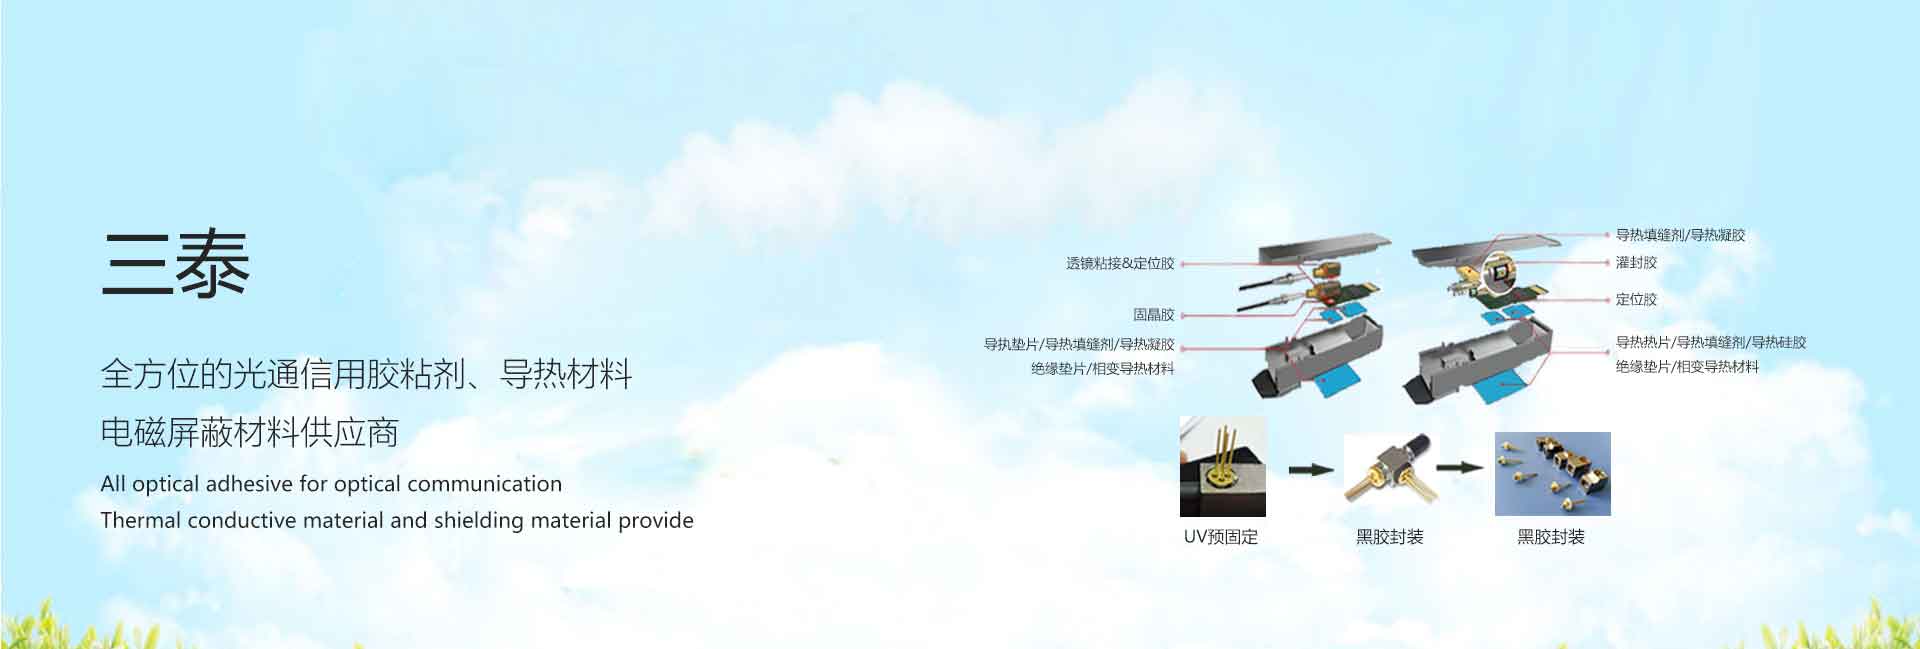 三泰
全方位的光通信用胶粘剂、导热材料
电磁屏蔽材料供应商
All optical adhesive for optical communication
Thermal conductive material and shielding material provide
透镜粘接&定位胶
固晶胶
导执垫片/导热填缝剂/导热凝胶
绝缘垫片/相变导热材料
导热填缝剂/导热凝胶
灌封胶
定位胶
导热热片/导热填缝剂/导热硅胶
绝缘垫片/相变导热材料
UV预固定
黑胶封装
黑胶封装